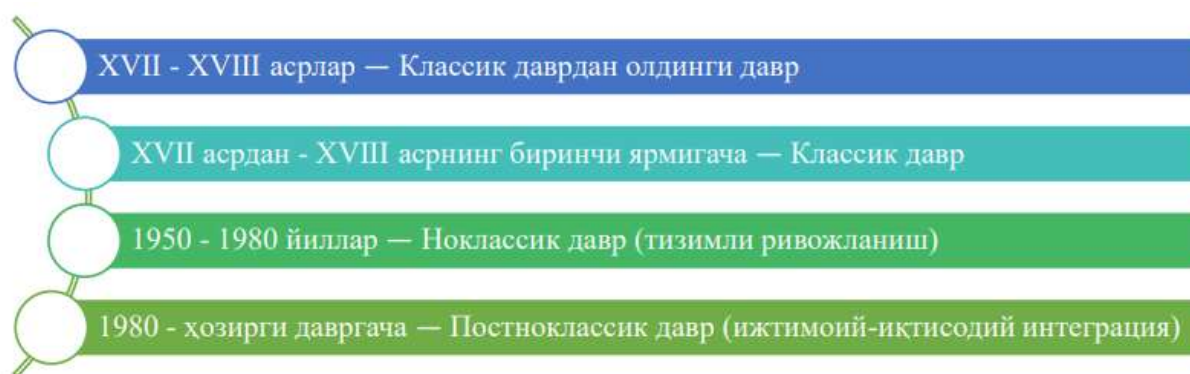 XVII - XVIII асрлар — Классик даврдан олдинги давр
XVII асрдан - XVIII асрнинг биринчи ярмигача — Классик давр
1950 - 1980 йиллар — Ноклассик давр (тизимли ривожланиш)
1980 - ҳозирги давргача — Постноклассик давр (ижтимоий-иқтисодий интеграция)